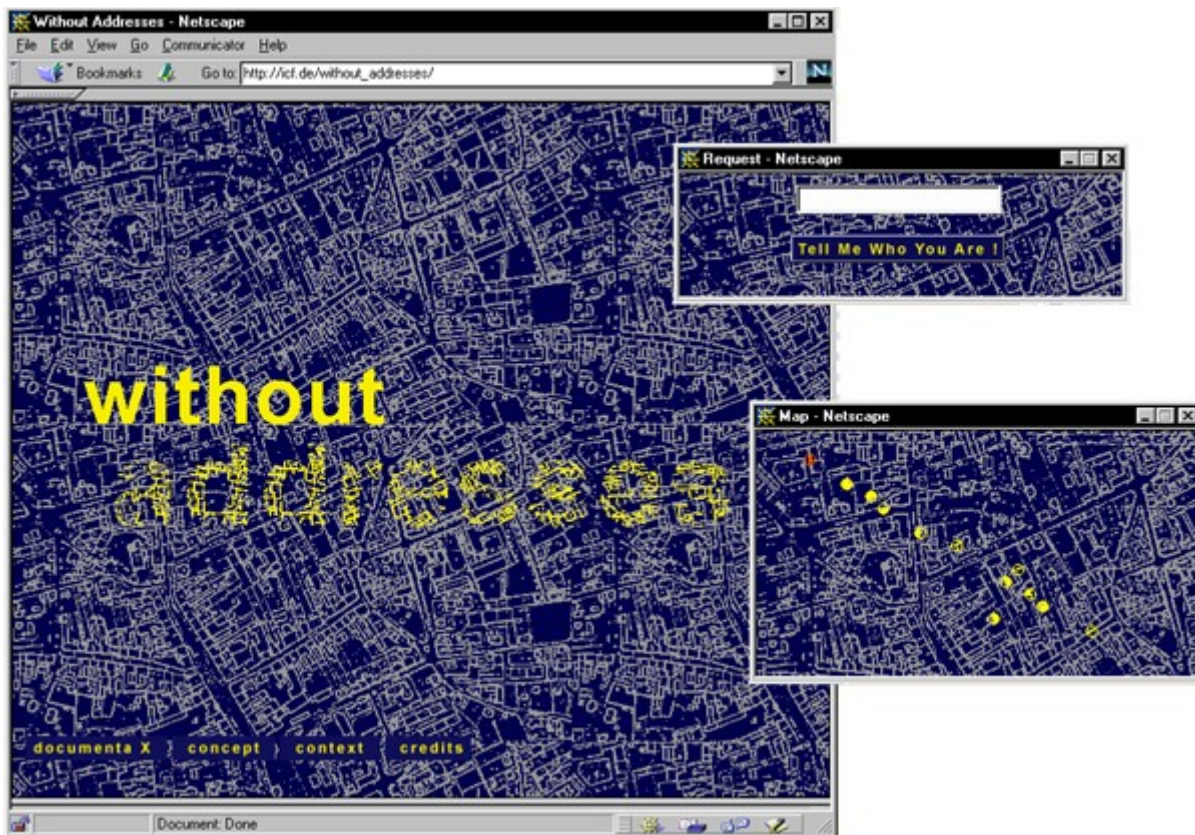 Without Addresses - Netscape
File Edit View Go Communicator Help
Bookmarks Go to: http://icf.de/without_addresses/
N
Request - Netscape
Tell Me Who You Are !
without
addresses
Map - Netscape
documenta X } concept } context { credits
Document: Done